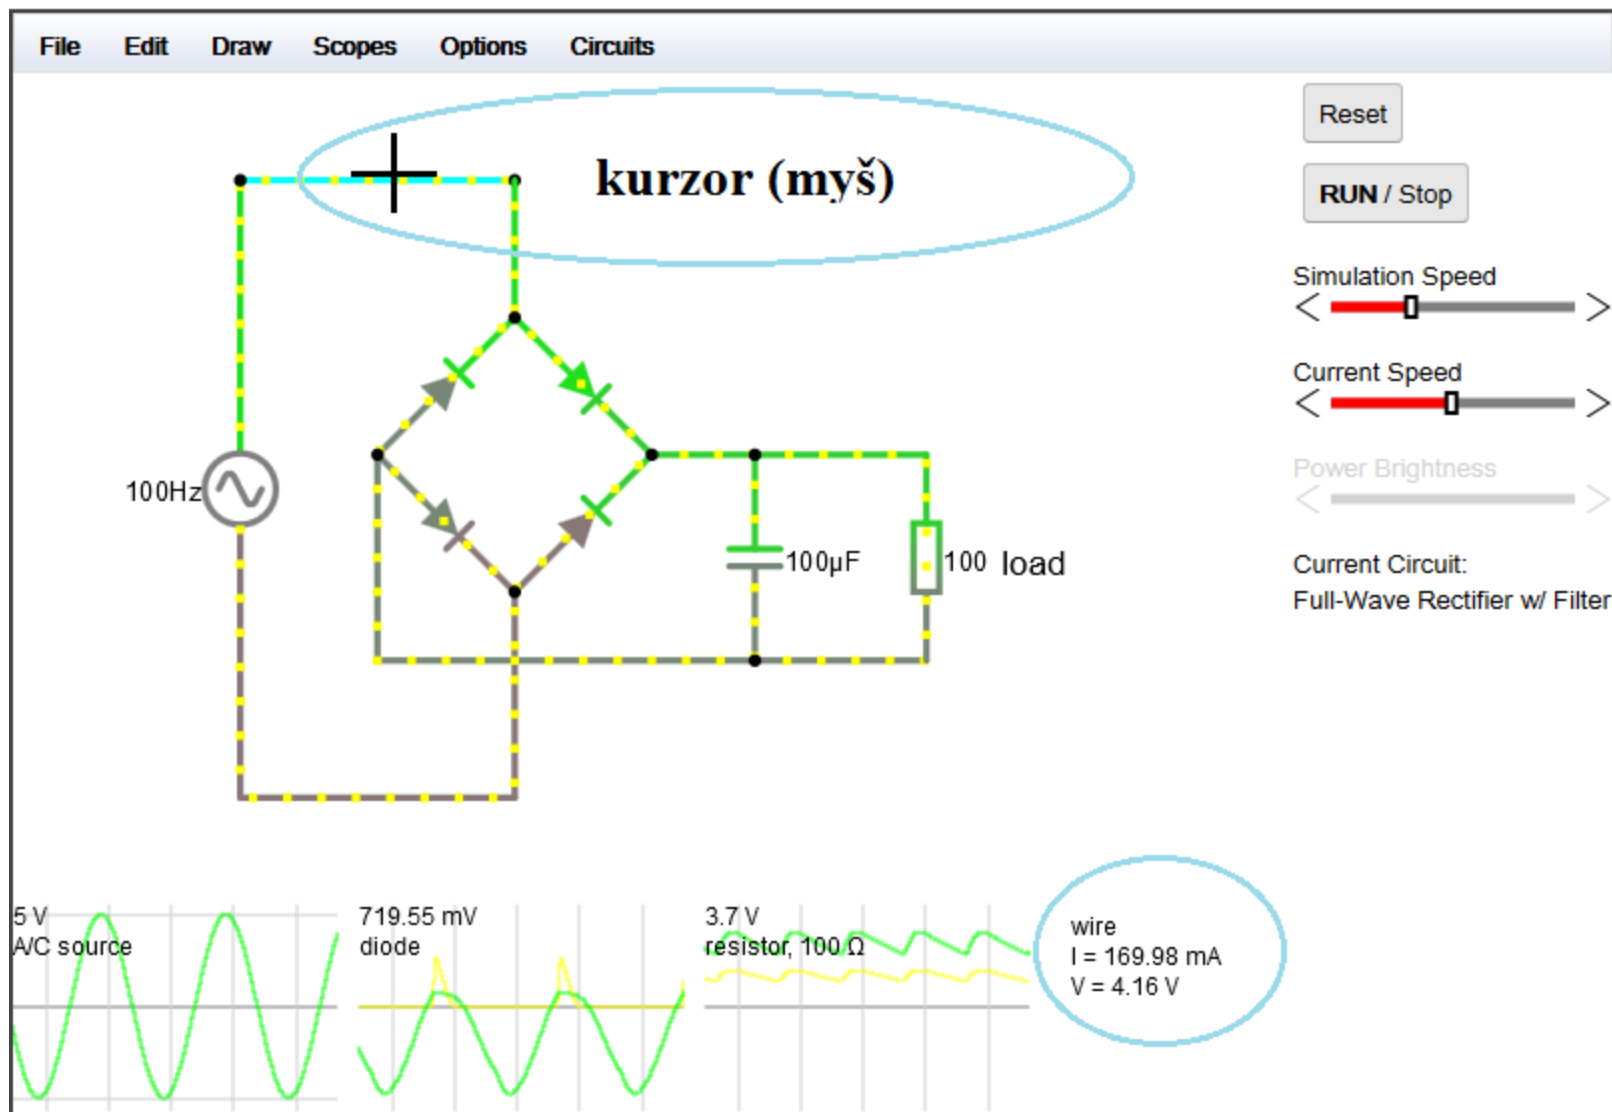 File Edit Draw Scopes Options Circuits
Reset
kurzor (myš)
RUN / Stop
Simulation Speed
Current Speed
Power Brightness
100Hz
100µF
100 load
Current Circuit:
Full-Wave Rectifier w/ Filter
5 V
A/C source
719.55 mV
diode
3.7 V
resistor, 100 Ω
wire
I = 169.98 mA
V = 4.16 V